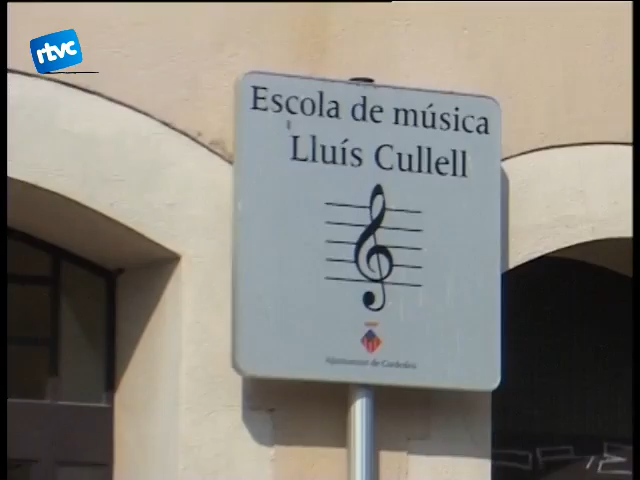 rtvc
Escola de música
Lluís Cullell
Ajuntament de Cardedeu